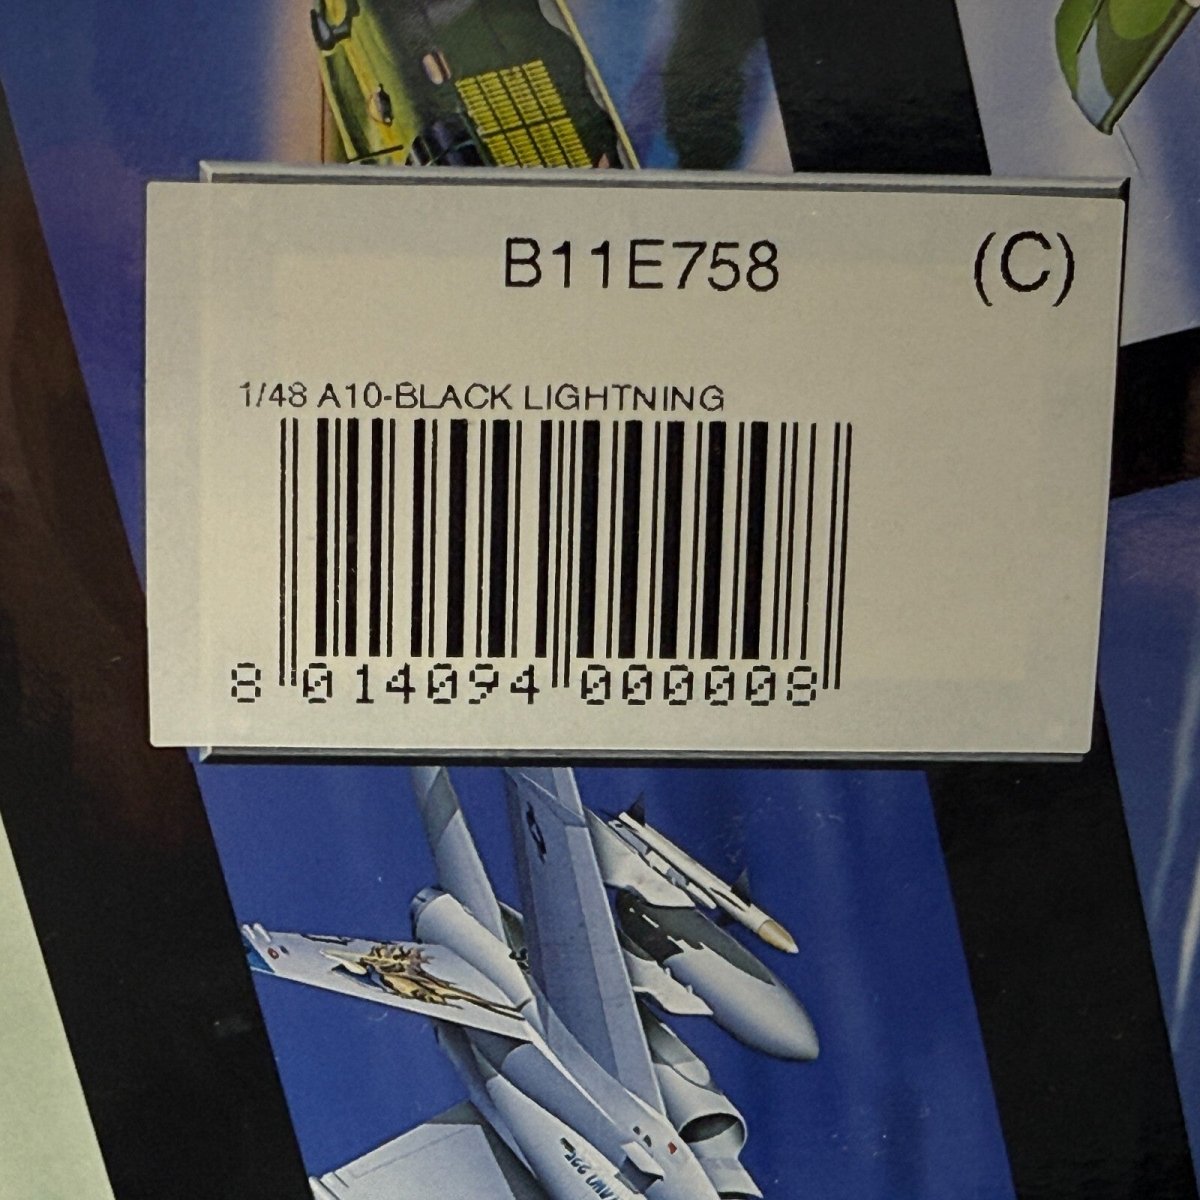 B11E758 (C)
1/48 A10-BLACK LIGHTNING
8 014094 000008